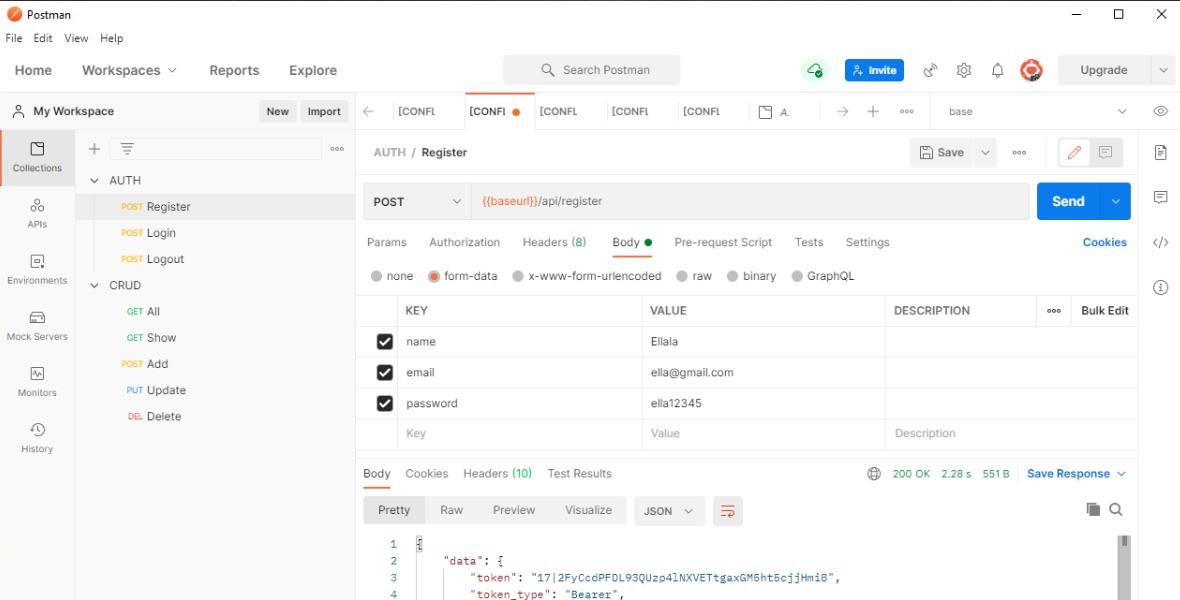 Postman
File Edit View Help
Home Workspaces Reports Explore Search Postman Invite Upgrade
My Workspace New Import [CONFL [CONFL [CONFL [CONFL [CONFL A. base
Collections
APIs
Environments
Mock Servers
Monitors
History
AUTH
POST Register
POST Login
POST Logout
CRUD
GET All
GET Show
POST Add
PUT Update
DEL Delete
AUTH / Register Save
POST {{baseurl}}/api/register Send
Params Authorization Headers (8) Body Pre-request Script Tests Settings Cookies
none form-data x-www-form-urlencoded raw binary GraphQL
KEY VALUE DESCRIPTION Bulk Edit
name Ellala
email ella@gmail.com
password ella12345
Key Value Description
Body Cookies Headers (10) Test Results 200 OK 2.28 s 551 B Save Response
Pretty Raw Preview Visualize JSON
1 {
2 "data": {
3 "token": "17|2FyCcdPFDL93QUzp4lNXVETtgaxGM5ht5cjjHmi8",
4 "token_type": "Bearer",